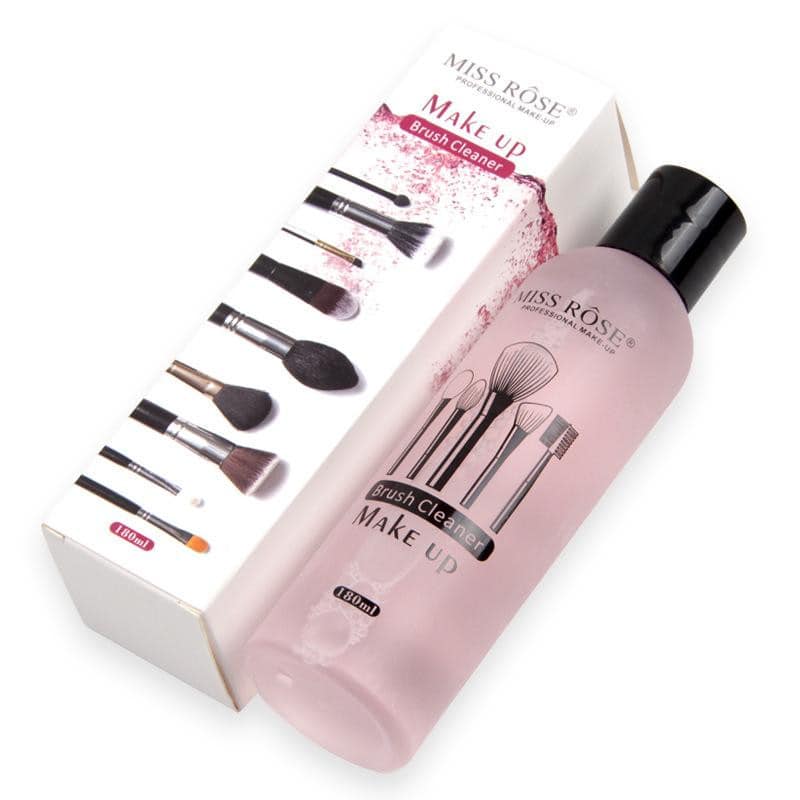 MISS RÔSE®
PROFESSIONAL MAKE-UP
MAKE UP
Brush Cleaner
180ml
MISS RÔSE®
PROFESSIONAL MAKE-UP
Brush Cleaner
MAKE UP
180ml